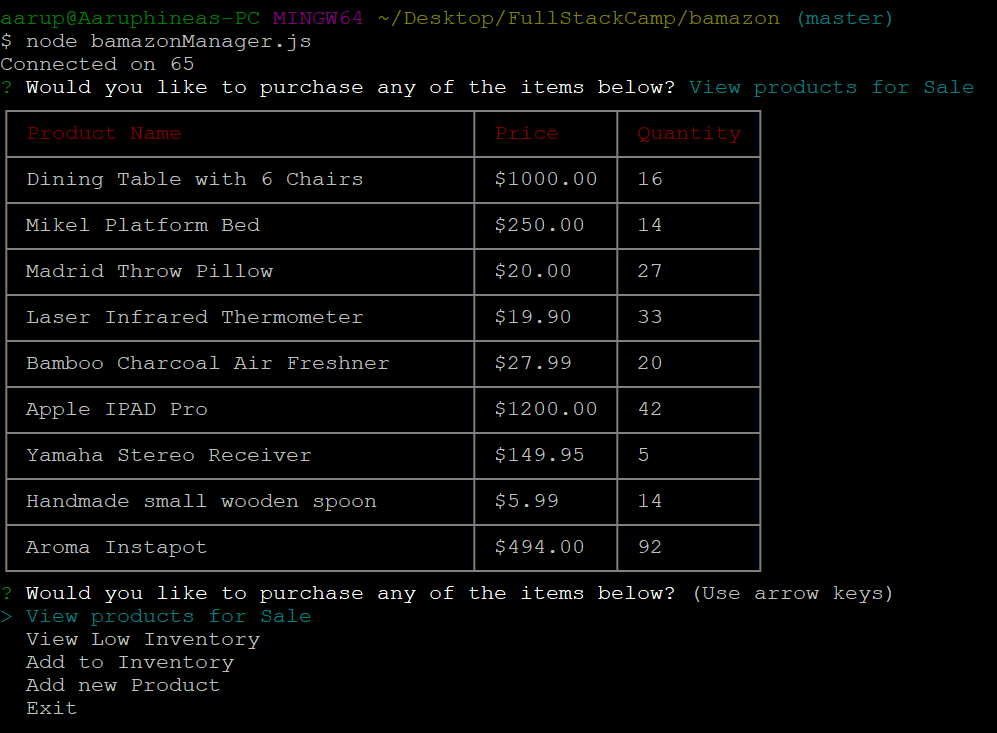 aarup@Aaruphineas-PC MINGW64 ~/Desktop/FullStackCamp/bamazon (master)
$ node bamazonManager.js
Connected on 65
? Would you like to purchase any of the items below? View products for Sale
Product Name Price Quantity
Dining Table with 6 Chairs $1000.00 16
Mikel Platform Bed $250.00 14
Madrid Throw Pillow $20.00 27
Laser Infrared Thermometer $19.90 33
Bamboo Charcoal Air Freshner $27.99 20
Apple IPAD Pro $1200.00 42
Yamaha Stereo Receiver $149.95 5
Handmade small wooden spoon $5.99 14
Aroma Instapot $494.00 92
? Would you like to purchase any of the items below? (Use arrow keys)
> View products for Sale
View Low Inventory
Add to Inventory
Add new Product
Exit